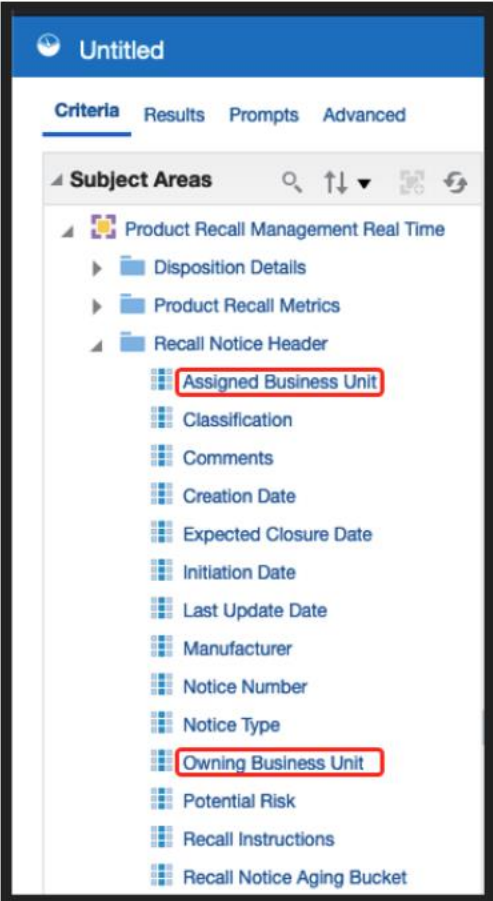 Untitled
Criteria Results Prompts Advanced
Subject Areas
Product Recall Management Real Time
Disposition Details
Product Recall Metrics
Recall Notice Header
Assigned Business Unit
Classification
Comments
Creation Date
Expected Closure Date
Initiation Date
Last Update Date
Manufacturer
Notice Number
Notice Type
Owning Business Unit
Potential Risk
Recall Instructions
Recall Notice Aging Bucket